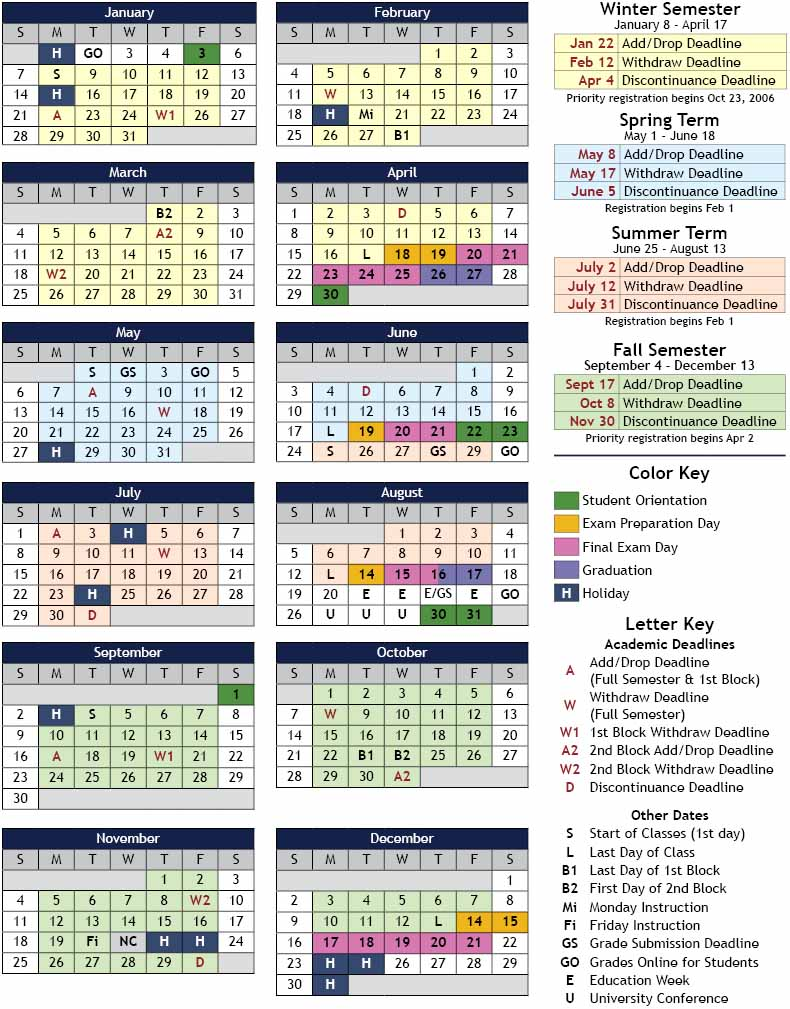 January
S M T W T F S
H GO 3 4 3 6
7 S 9 10 11 12 13
14 H 16 17 18 19 20
21 A 23 24 W1 26 27
28 29 30 31
February
S M T W T F S
1 2 3
4 5 6 7 8 9 10
11 W 13 14 15 16 17
18 H Mi 21 22 23 24
25 26 27 B1
March
S M T W T F S
B2 2 3
4 5 6 7 A2 9 10
11 12 13 14 15 16 17
18 W2 20 21 22 23 24
25 26 27 28 29 30 31
April
S M T W T F S
1 2 3 D 5 6 7
8 9 10 11 12 13 14
15 16 L 18 19 20 21
22 23 24 25 26 27 28
29 30
May
S M T W T F S
S GS 3 GO 5
6 7 A 9 10 11 12
13 14 15 16 W 18 19
20 21 22 23 24 25 26
27 H 29 30 31
June
S M T W T F S
1 2
3 4 D 6 7 8 9
10 11 12 13 14 15 16
17 L 19 20 21 22 23
24 S 26 27 GS 29 GO
July
S M T W T F S
1 A 3 H 5 6 7
8 9 10 11 W 13 14
15 16 17 18 19 20 21
22 23 H 25 26 27 28
29 30 D
August
S M T W T F S
1 2 3 4
5 6 7 8 9 10 11
12 L 14 15 16 17 18
19 20 E E E/GS E GO
26 U U U 30 31
September
S M T W T F S
1
2 H S 5 6 7 8
9 10 11 12 13 14 15
16 A 18 19 W1 21 22
23 24 25 26 27 28 29
30
October
S M T W T F S
1 2 3 4 5 6
7 W 9 10 11 12 13
14 15 16 17 18 19 20
21 22 B1 B2 25 26 27
28 29 30 A2
November
S M T W T F S
1 2 3
4 5 6 7 8 W2 10
11 12 13 14 15 16 17
18 19 Fi NC H H 24
25 26 27 28 29 D
December
S M T W T F S
1
2 3 4 5 6 7 8
9 10 11 12 L 14 15
16 17 18 19 20 21 22
23 H H 26 27 28 29
30 H
Winter Semester
January 8 - April 17
Jan 22 Add/Drop Deadline
Feb 12 Withdraw Deadline
Apr 4 Discontinuance Deadline
Priority registration begins Oct 23, 2006
Spring Term
May 1 - June 18
May 8 Add/Drop Deadline
May 17 Withdraw Deadline
June 5 Discontinuance Deadline
Registration begins Feb 1
Summer Term
June 25 - August 13
July 2 Add/Drop Deadline
July 12 Withdraw Deadline
July 31 Discontinuance Deadline
Registration begins Feb 1
Fall Semester
September 4 - December 13
Sept 17 Add/Drop Deadline
Oct 8 Withdraw Deadline
Nov 30 Discontinuance Deadline
Priority registration begins Apr 2
Color Key
Student Orientation
Exam Preparation Day
Final Exam Day
Graduation
H Holiday
Letter Key
Academic Deadlines
A Add/Drop Deadline
(Full Semester & 1st Block)
W Withdraw Deadline
(Full Semester)
W1 1st Block Withdraw Deadline
A2 2nd Block Add/Drop Deadline
W2 2nd Block Withdraw Deadline
D Discontinuance Deadline
Other Dates
S Start of Classes (1st day)
L Last Day of Class
B1 Last Day of 1st Block
B2 First Day of 2nd Block
Mi Monday Instruction
Fi Friday Instruction
GS Grade Submission Deadline
GO Grades Online for Students
E Education Week
U University Conference